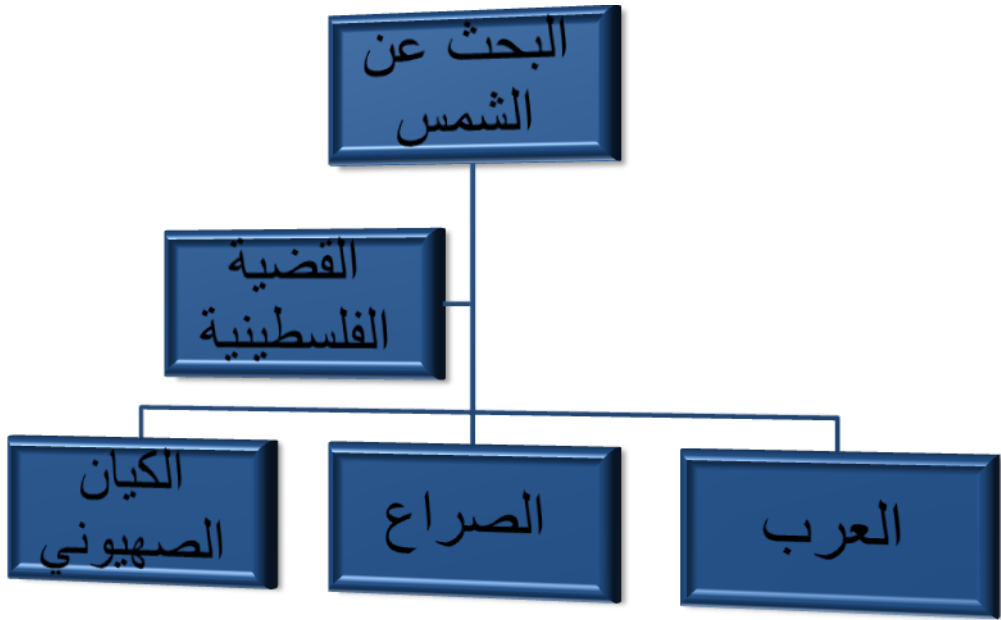 البحث عن
الشمس
القضية
الفلسطينية
العرب
الصراع
الكيان
الصهيوني